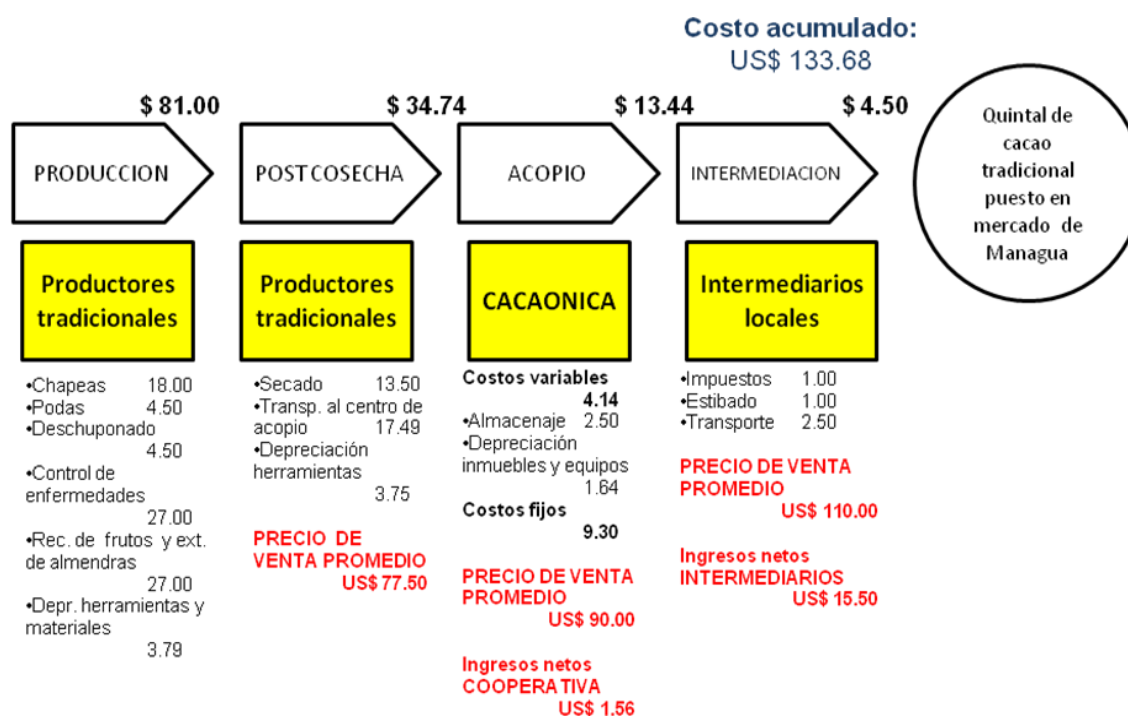 Costo acumulado:
US$ 133.68
$ 81.00
$ 34.74
$ 13.44
$ 4.50
PRODUCCION
POSTCOSECHA
ACOPIO
INTERMEDIACION
Quintal de
cacao
tradicional
puesto en
mercado de
Managua
Productores
tradicionales
Productores
tradicionales
CACAONICA
Intermediarios
locales
•Chapeas 18.00
•Podas 4.50
•Deschuponado
4.50
•Control de
enfermedades
27.00
•Rec. de frutos y ext.
de almendras
27.00
•Depr. herramientas y
materiales
3.79
•Secado 13.50
•Transp. al centro de
acopio 17.49
•Depreciación
herramientas
3.75
PRECIO DE
VENTA PROMEDIO
US$ 77.50
Costos variables
4.14
•Almacenaje 2.50
•Depreciación
inmuebles y equipos
1.64
Costos fijos
9.30
PRECIO DE VENTA
PROMEDIO
US$ 90.00
Ingresos netos
COOPERATIVA
US$ 1.56
•Impuestos 1.00
•Estibado 1.00
•Transporte 2.50
PRECIO DE VENTA
PROMEDIO
US$ 110.00
Ingresos netos
INTERMEDIARIOS
US$ 15.50